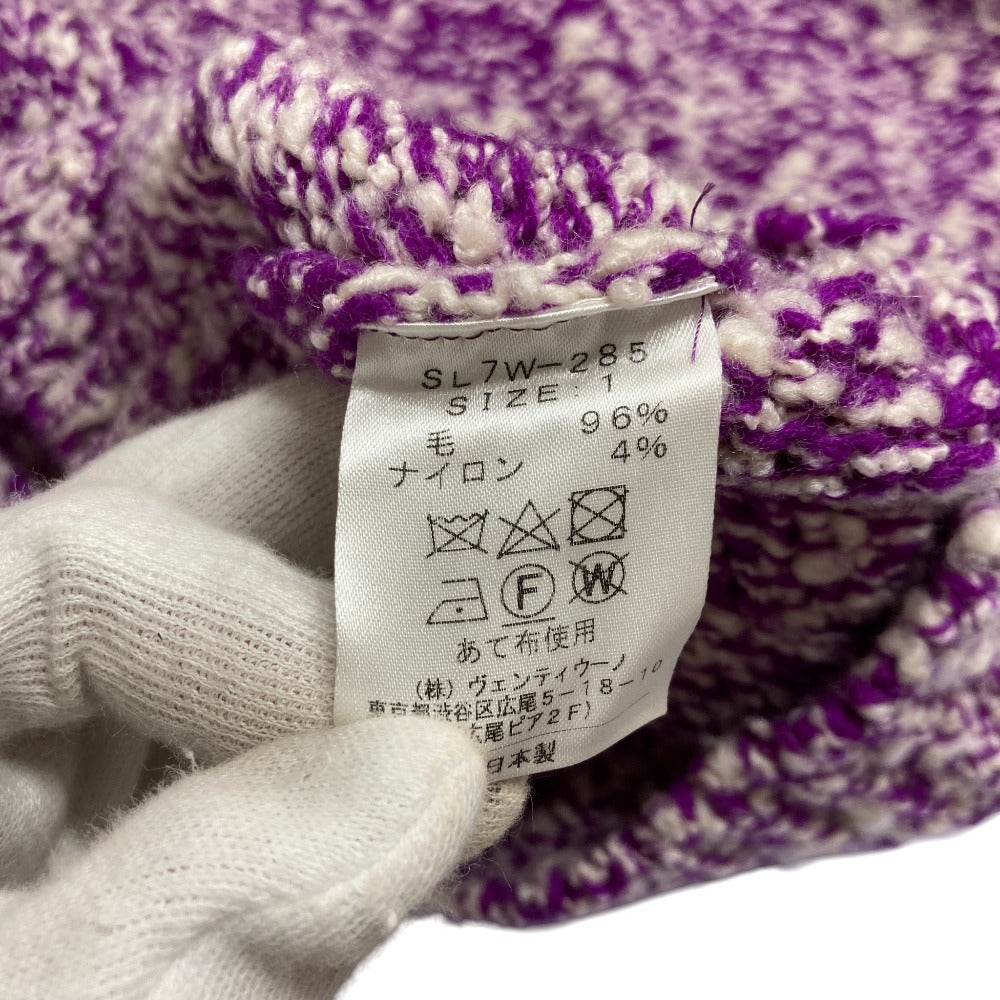 SL7W-285
SIZE:1
毛 96%
ナイロン 4%
F W
あて布使用
(株) ヴェンティウーノ
東京都渋谷区広尾5-18-10
広尾ピア2F)
日本製